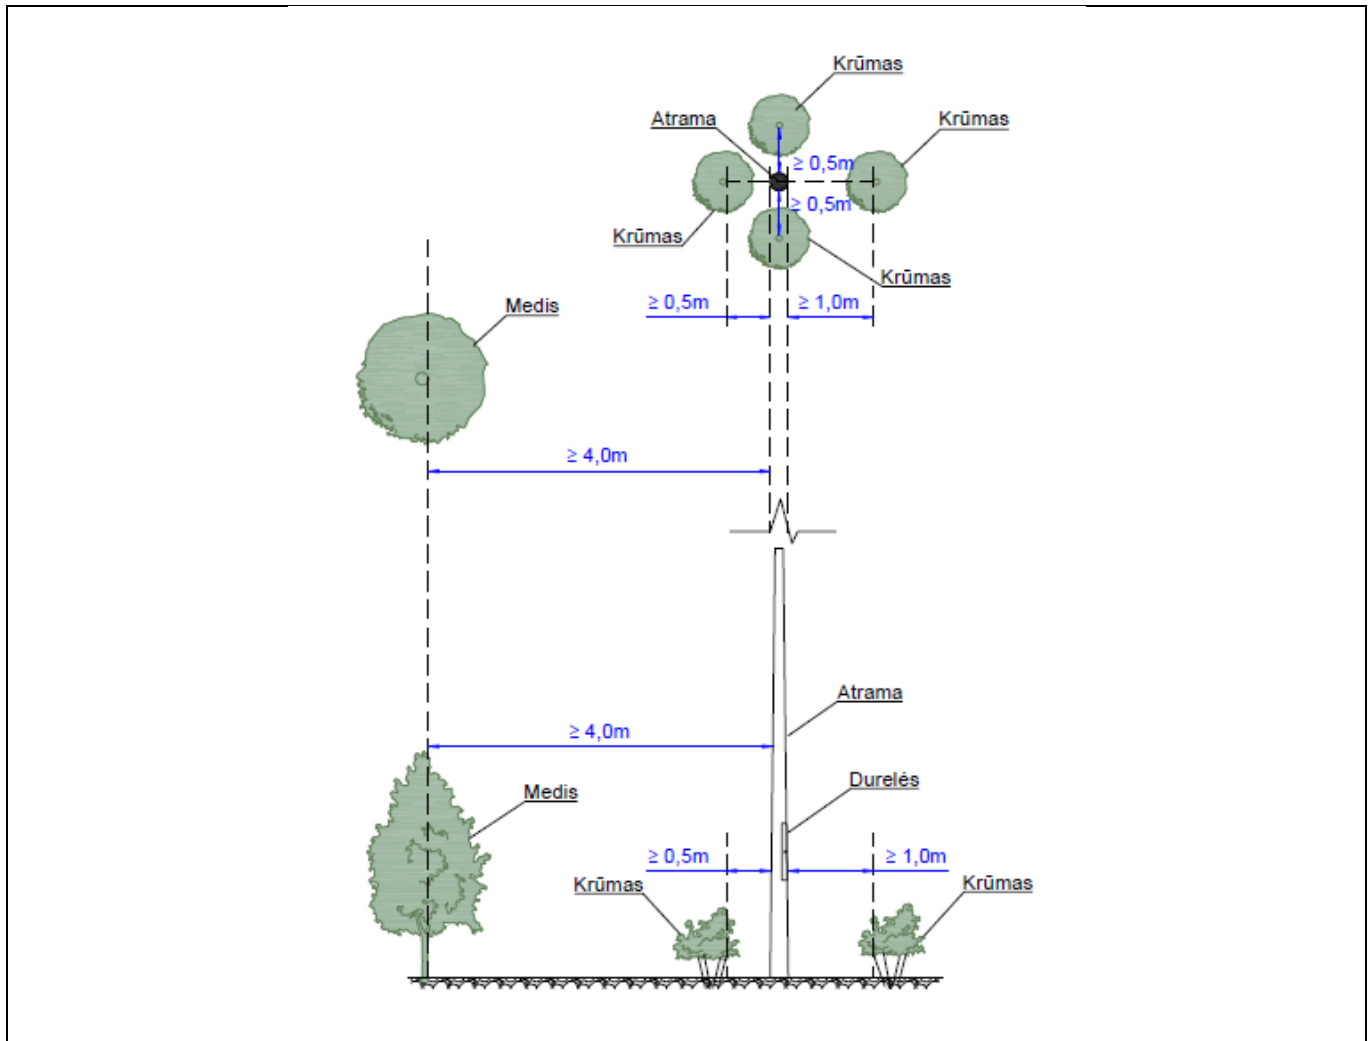 Krūmas
Atrama
Krūmas
≥ 0,5m
≥ 0,5m
Krūmas
Krūmas
≥ 0,5m
≥ 1,0m
Medis
≥ 4,0m
Atrama
≥ 4,0m
Durelės
Medis
≥ 0,5m
≥ 1,0m
Krūmas
Krūmas